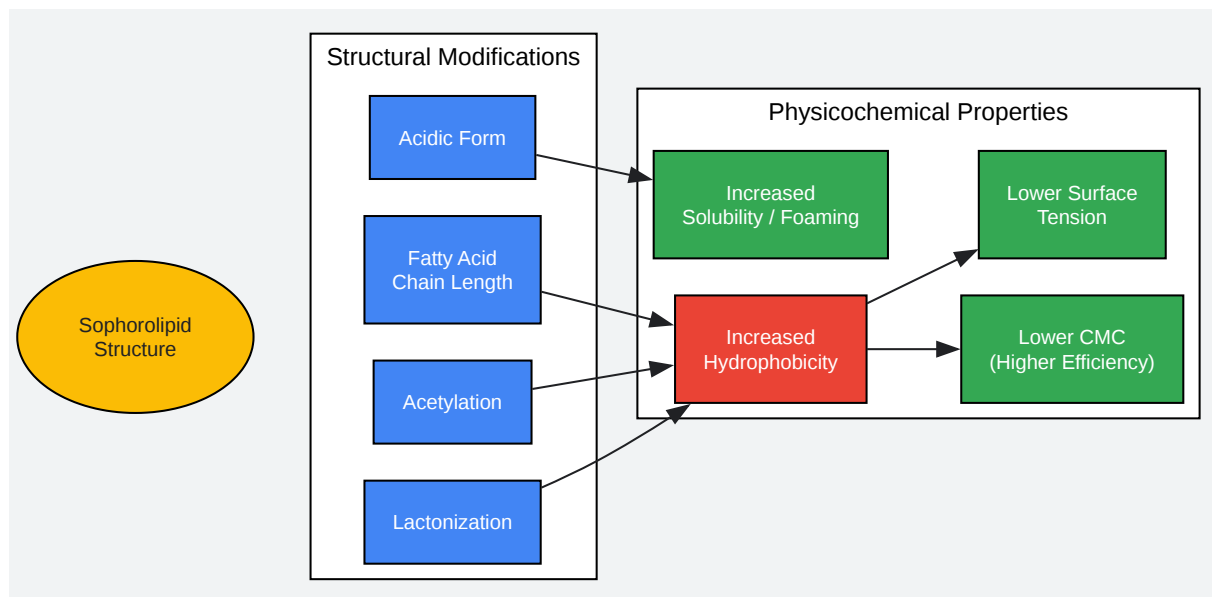 Sophorolipid
Structure
Structural Modifications
Acidic Form
Fatty Acid
Chain Length
Acetylation
Lactonization
Physicochemical Properties
Increased
Solubility / Foaming
Increased
Hydrophobicity
Lower Surface
Tension
Lower CMC
(Higher Efficiency)